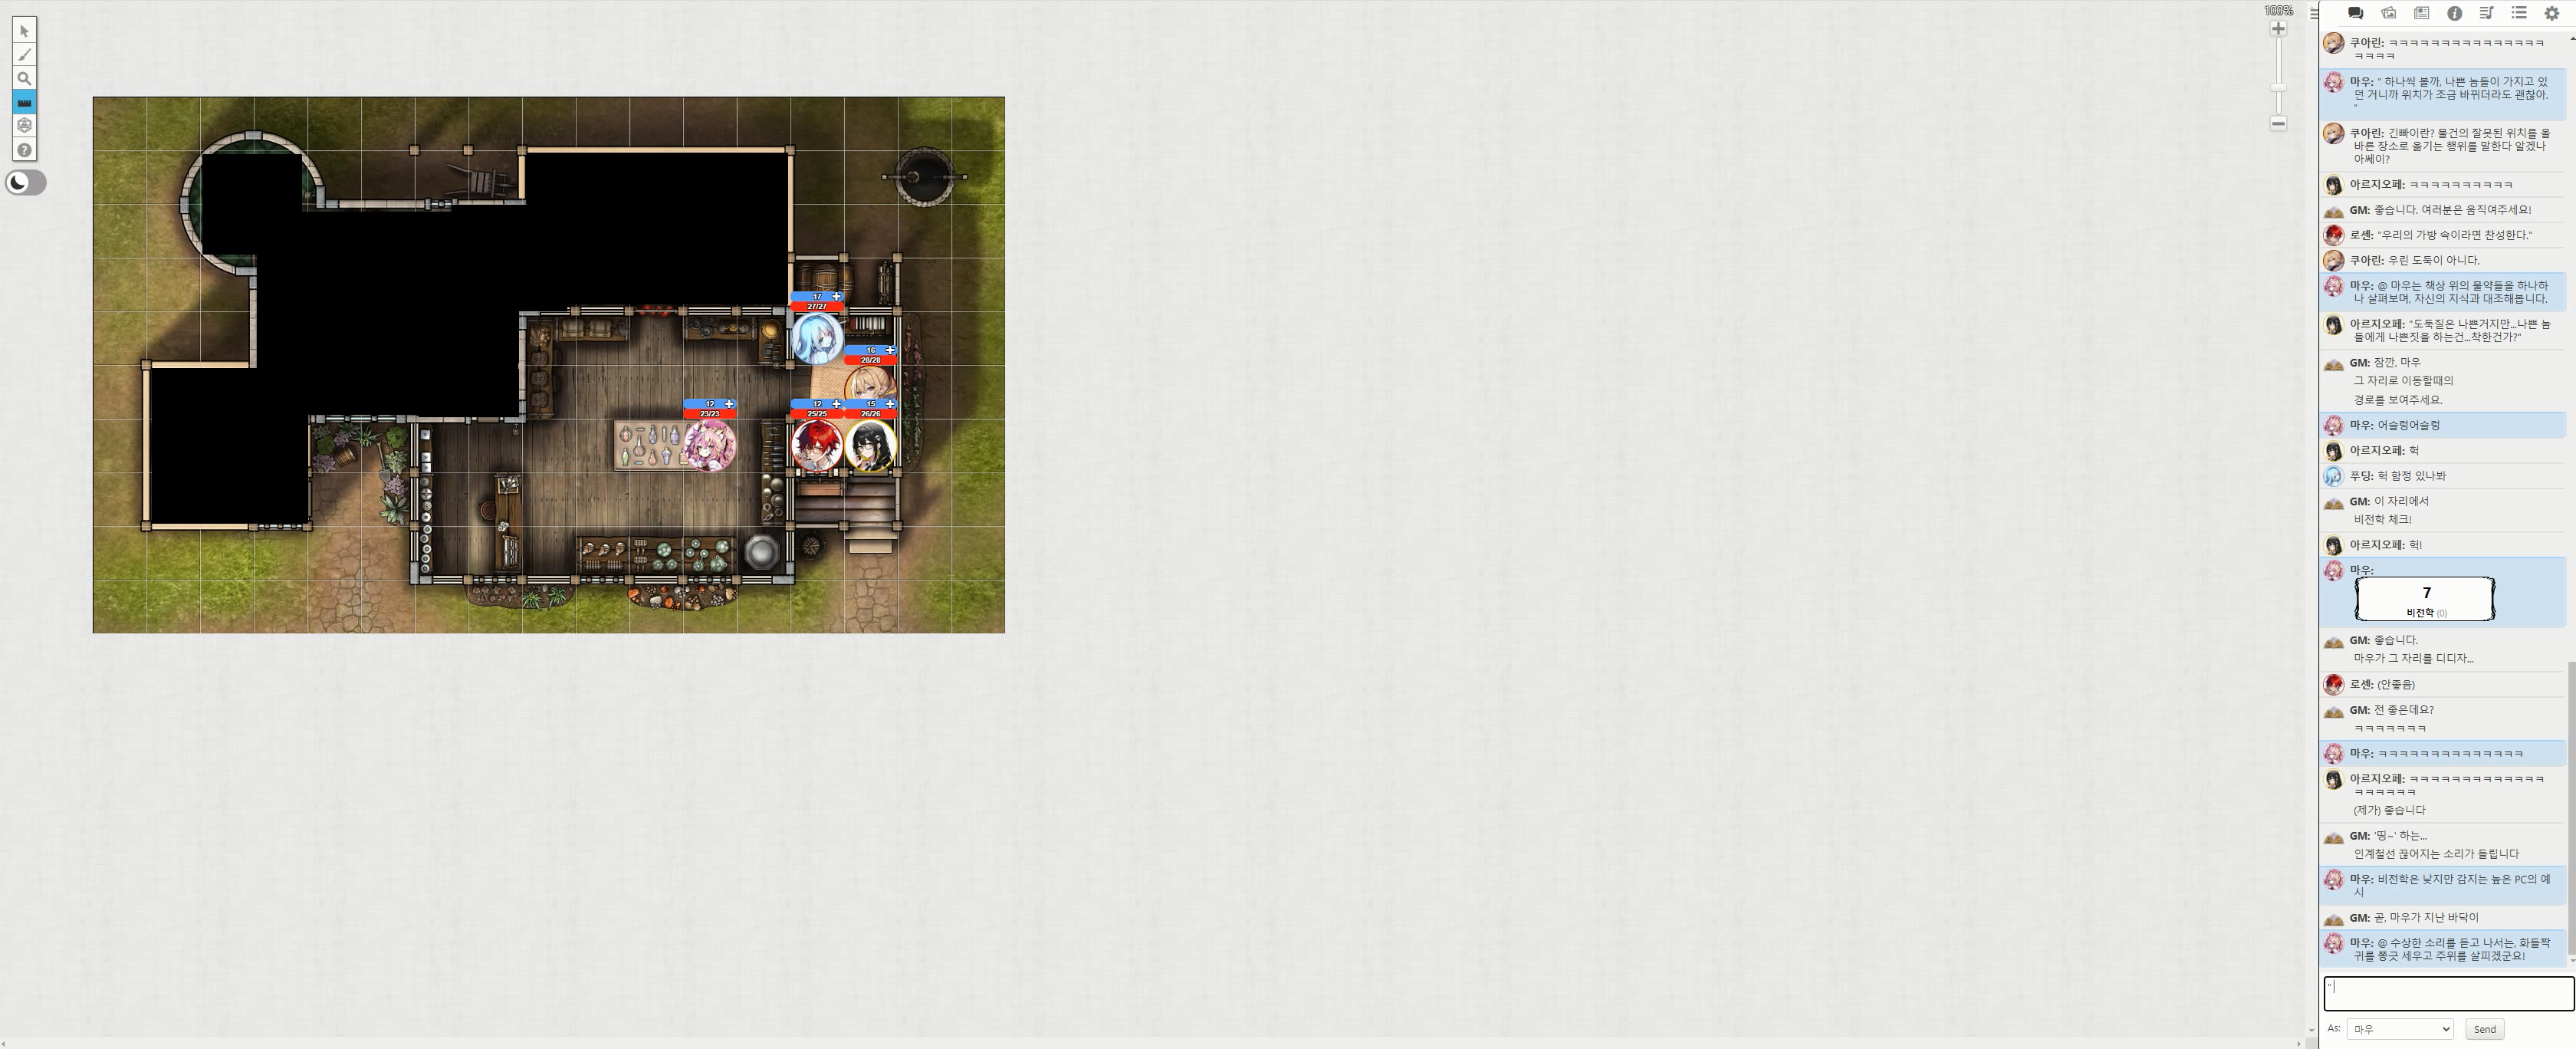 100%
17
27/27
16
28/28
12
23/23
12
25/25
15
26/26
쿠아린: ㅋㅋㅋㅋㅋㅋㅋㅋㅋㅋㅋㅋㅋㅋㅋ
ㅋㅋㅋㅋ
마우: " 하나씩 볼까, 나쁜 놈들이 가지고 있
던 거니까 위치가 조금 바뀌더라도 괜찮아.
"
쿠아린: 긴빠이란? 물건의 잘못된 위치를 올
바른 장소로 옮기는 행위를 말한다 알겠나
아쎄이?
아르지오페: ㅋㅋㅋㅋㅋㅋㅋㅋㅋㅋ
GM: 좋습니다. 여러분은 움직여주세요!
로센: "우리의 가방 속이라면 찬성한다."
쿠아린: 우린 도둑이 아니다.
마우: @ 마우는 책상 위의 물약들을 하나하
나 살펴보며, 자신의 지식과 대조해봅니다.
아르지오페: "도둑질은 나쁜거지만...나쁜 놈
들에게 나쁜짓을 하는건...착한건가?"
GM: 잠깐, 마우
그 자리로 이동할때의
경로를 보여주세요.
마우: 어슬렁어슬렁
아르지오페: 헉
푸딩: 헉 함정 있나봐
GM: 이 자리에서
비전학 체크!
아르지오페: 헉!
마우:
7
비전학 (0)
GM: 좋습니다.
마우가 그 자리를 디디자...
로센: (안좋음)
GM: 전 좋은데요?
ㅋㅋㅋㅋㅋㅋㅋ
마우: ㅋㅋㅋㅋㅋㅋㅋㅋㅋㅋㅋㅋㅋㅋ
아르지오페: ㅋㅋㅋㅋㅋㅋㅋㅋㅋㅋㅋㅋㅋ
ㅋㅋㅋㅋㅋㅋ
(제가) 좋습니다
GM: '띵~' 하는...
인계철선 끊어지는 소리가 들립니다
마우: 비전학은 낮지만 감지는 높은 PC의 예
시
GM: 곧, 마우가 지난 바닥이
마우: @ 수상한 소리를 듣고 나서는, 화들짝
귀를 쫑긋 세우고 주위를 살피겠군요!
"
As: 마우 Send